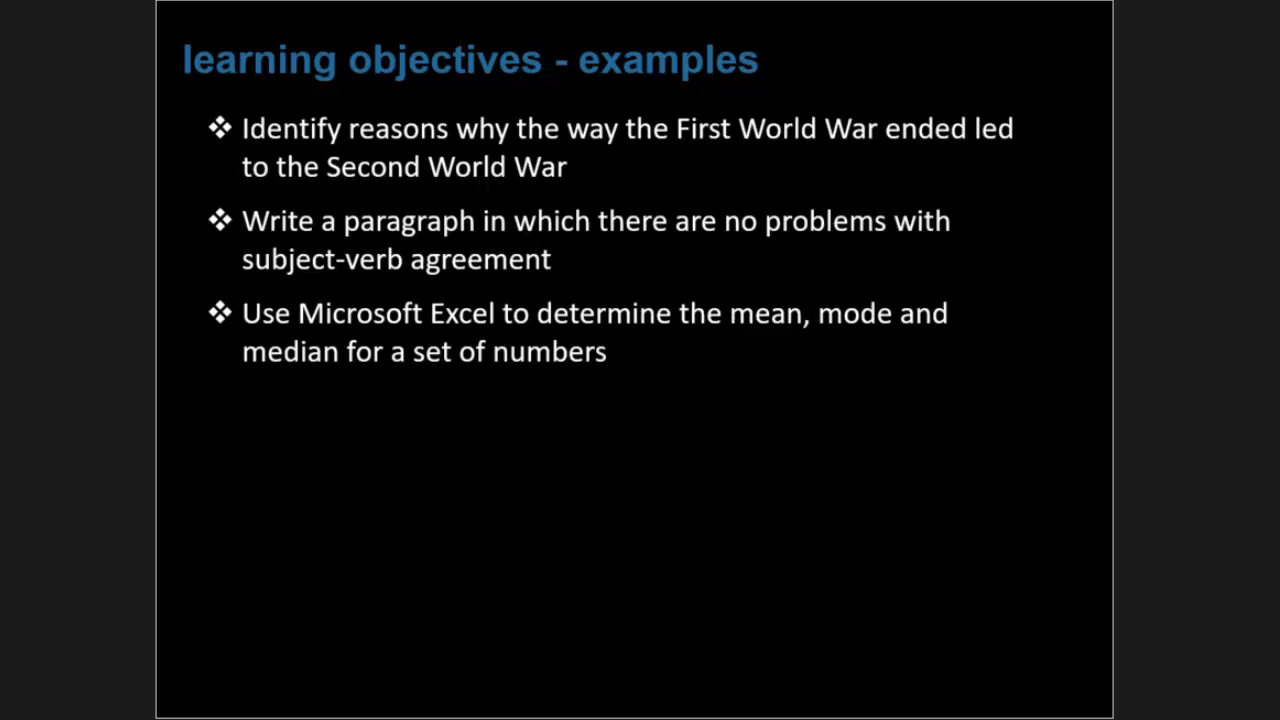 learning objectives - examples
❖ Identify reasons why the way the First World War ended led
to the Second World War
❖ Write a paragraph in which there are no problems with
subject-verb agreement
❖ Use Microsoft Excel to determine the mean, mode and
median for a set of numbers